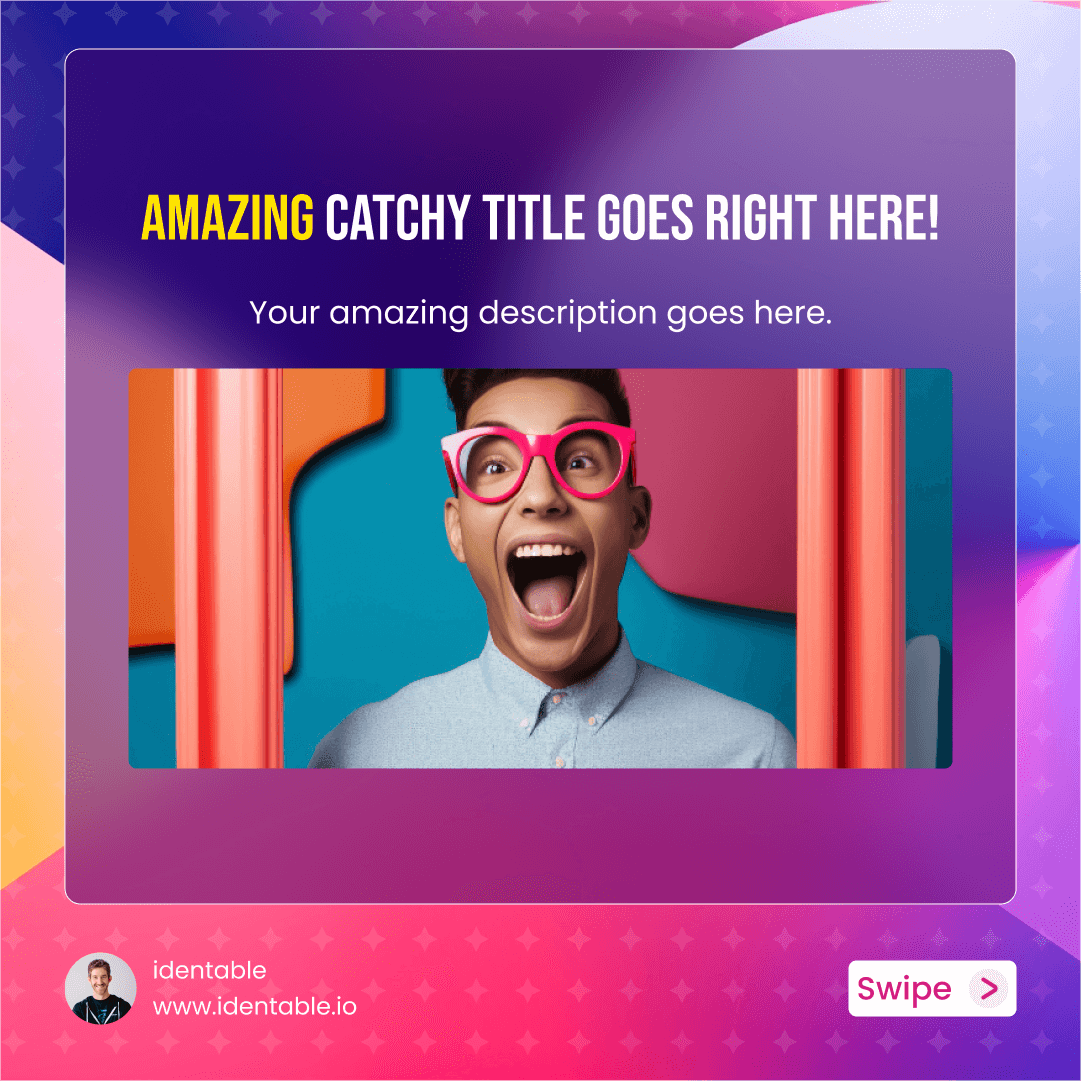 AMAZING CATCHY TITLE GOES RIGHT HERE!
Your amazing description goes here.
identable
www.identable.io
Swipe